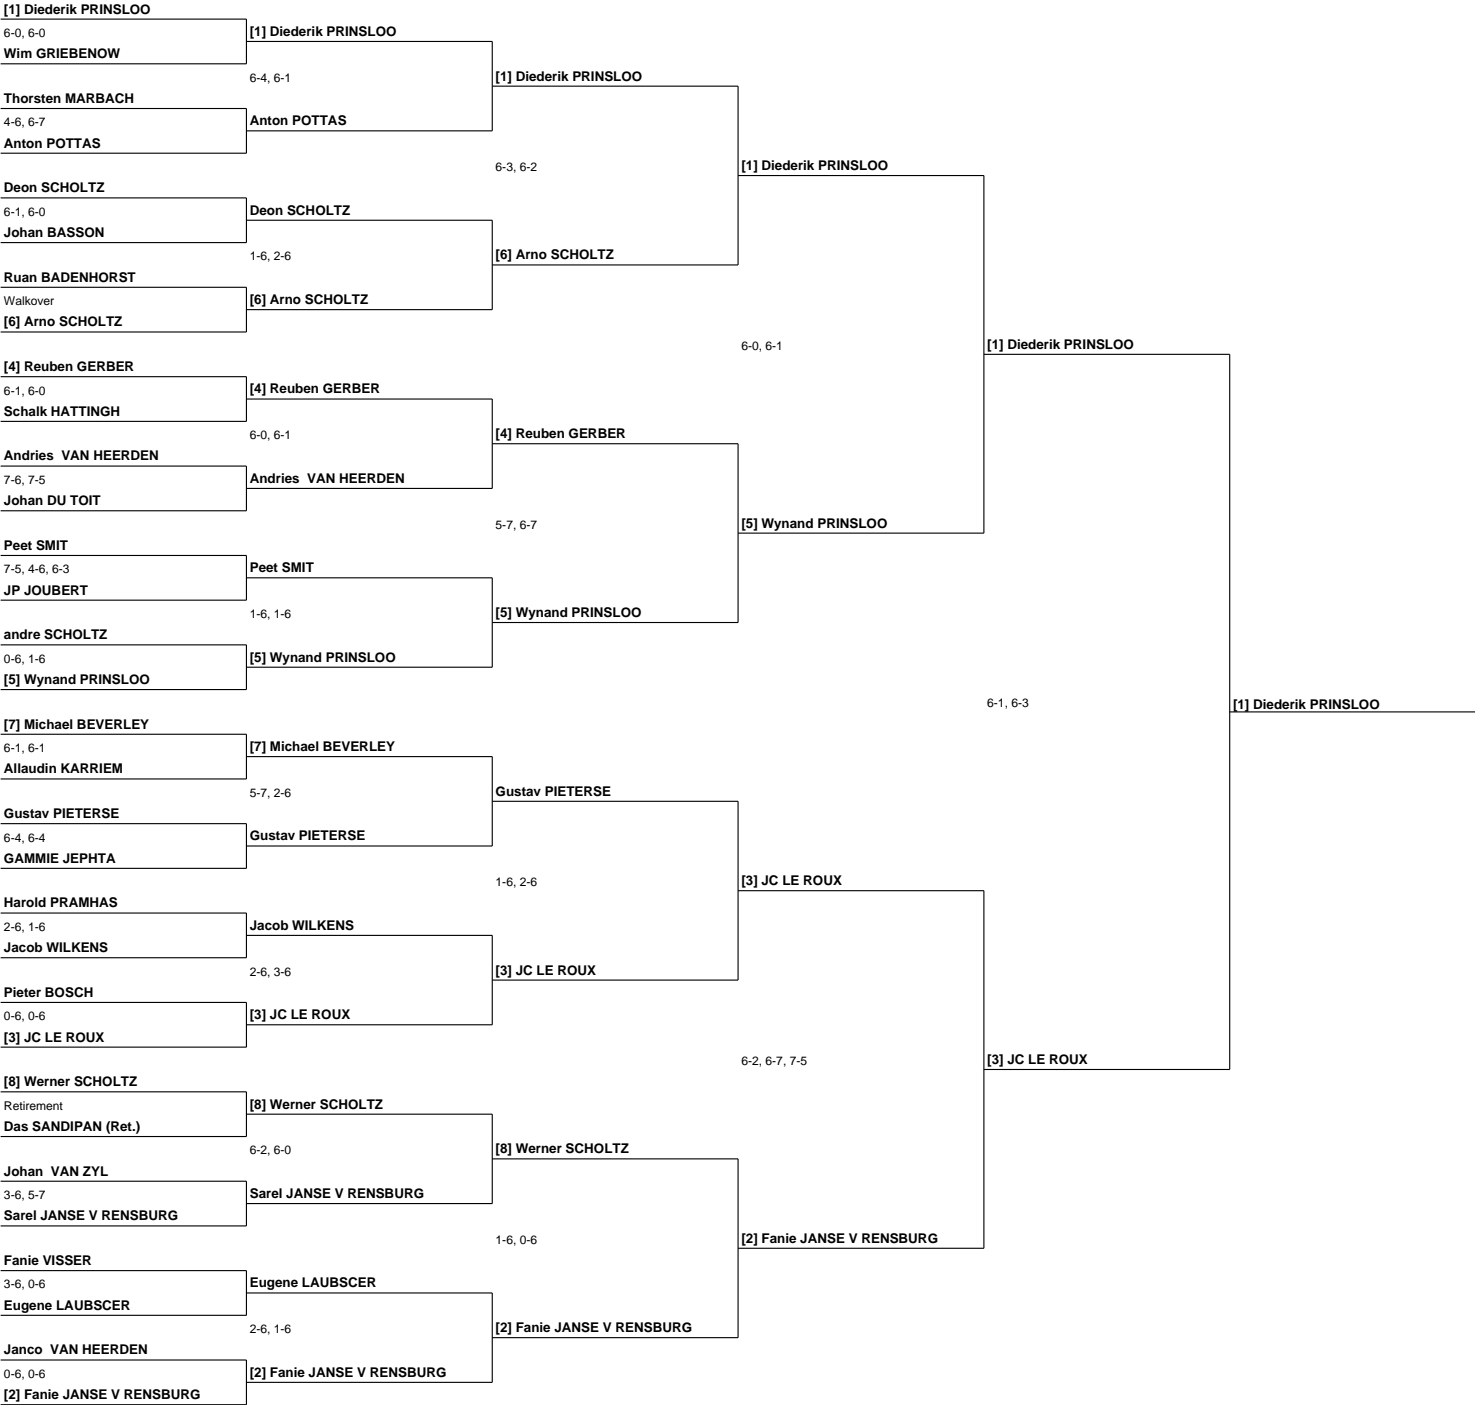 [1] Diederik PRINSLOO
6-0, 6-0
Wim GRIEBENOW
Thorsten MARBACH
4-6, 6-7
Anton POTTAS
Deon SCHOLTZ
6-1, 6-0
Johan BASSON
Ruan BADENHORST
Walkover
[6] Arno SCHOLTZ
[4] Reuben GERBER
6-1, 6-0
Schalk HATTINGH
Andries  VAN HEERDEN
7-6, 7-5
Johan DU TOIT
Peet SMIT
7-5, 4-6, 6-3
JP JOUBERT
andre SCHOLTZ
0-6, 1-6
[5] Wynand PRINSLOO
[7] Michael BEVERLEY
6-1, 6-1
Allaudin KARRIEM
Gustav PIETERSE
6-4, 6-4
GAMMIE JEPHTA
Harold PRAMHAS
2-6, 1-6
Jacob WILKENS
Pieter BOSCH
0-6, 0-6
[3] JC LE ROUX
[8] Werner SCHOLTZ
Retirement
Das SANDIPAN (Ret.)
Johan  VAN ZYL
3-6, 5-7
Sarel JANSE V RENSBURG
Fanie VISSER
3-6, 0-6
Eugene LAUBSCER
Janco  VAN HEERDEN
0-6, 0-6
[2] Fanie JANSE V RENSBURG
[1] Diederik PRINSLOO
6-4, 6-1
Anton POTTAS
Deon SCHOLTZ
1-6, 2-6
[6] Arno SCHOLTZ
[4] Reuben GERBER
6-0, 6-1
Andries  VAN HEERDEN
Peet SMIT
1-6, 1-6
[5] Wynand PRINSLOO
[7] Michael BEVERLEY
5-7, 2-6
Gustav PIETERSE
Jacob WILKENS
2-6, 3-6
[3] JC LE ROUX
[8] Werner SCHOLTZ
6-2, 6-0
Sarel JANSE V RENSBURG
Eugene LAUBSCER
2-6, 1-6
[2] Fanie JANSE V RENSBURG
[1] Diederik PRINSLOO
6-3, 6-2
[6] Arno SCHOLTZ
[4] Reuben GERBER
5-7, 6-7
[5] Wynand PRINSLOO
Gustav PIETERSE
1-6, 2-6
[3] JC LE ROUX
[8] Werner SCHOLTZ
1-6, 0-6
[2] Fanie JANSE V RENSBURG
[1] Diederik PRINSLOO
6-0, 6-1
[5] Wynand PRINSLOO
[3] JC LE ROUX
6-2, 6-7, 7-5
[2] Fanie JANSE V RENSBURG
[1] Diederik PRINSLOO
6-1, 6-3
[3] JC LE ROUX
[1] Diederik PRINSLOO